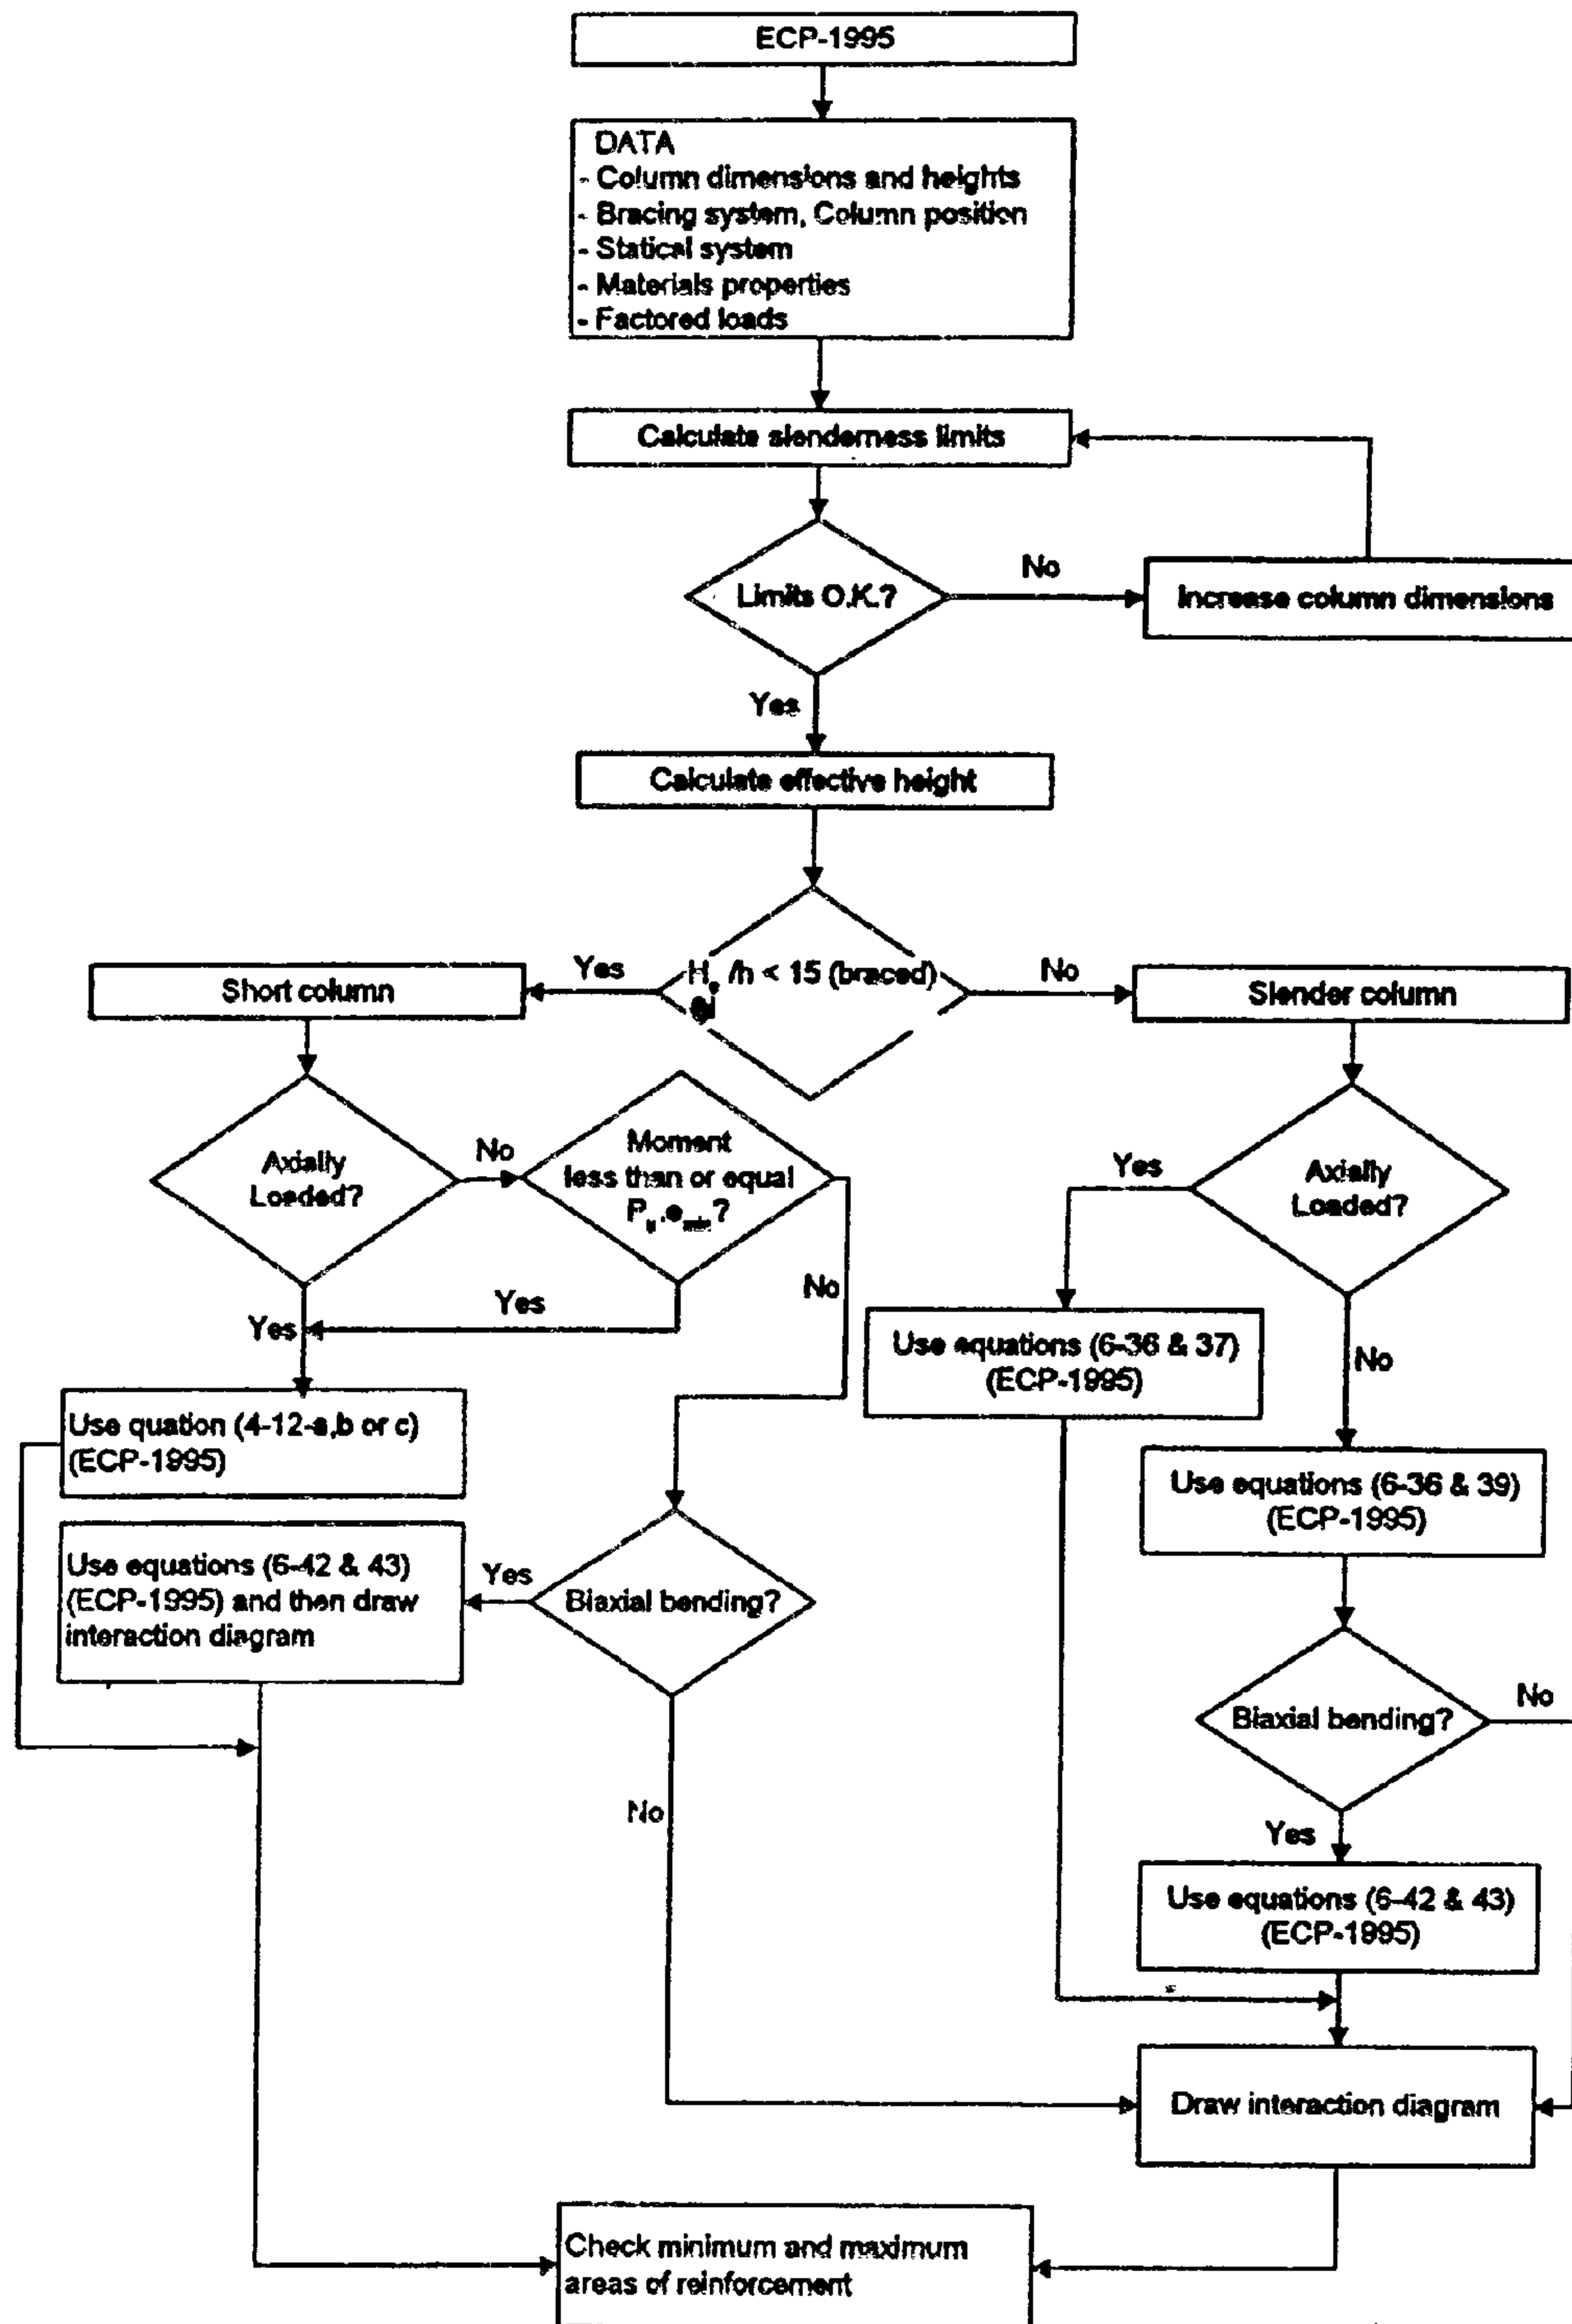 ECP-1995
DATA
- Column dimensions and heights
- Bracing system, Column position
- Statical system
- Materials properties
- Factored loads
Calculate slenderness limits
Limits O.K.?
No
Increase column dimensions
Yes
Calculate effective height
H /h < 15 (braced)
Yes
No
Short column
Slender column
Axially
Loaded?
No
Moment
less than or equal
Pu.emin?
Yes
Axially
Loaded?
Yes
Yes
No
No
Use equations (6-36 & 37)
(ECP-1995)
Use quation (4-12-a,b or c)
(ECP-1995)
Use equations (6-36 & 39)
(ECP-1995)
Use equations (6-42 & 43)
(ECP-1995) and then draw
interaction diagram
Yes
Biaxial bending?
No
Biaxial bending?
No
Yes
Use equations (6-42 & 43)
(ECP-1995)
Draw interaction diagram
Check minimum and maximum
areas of reinforcement